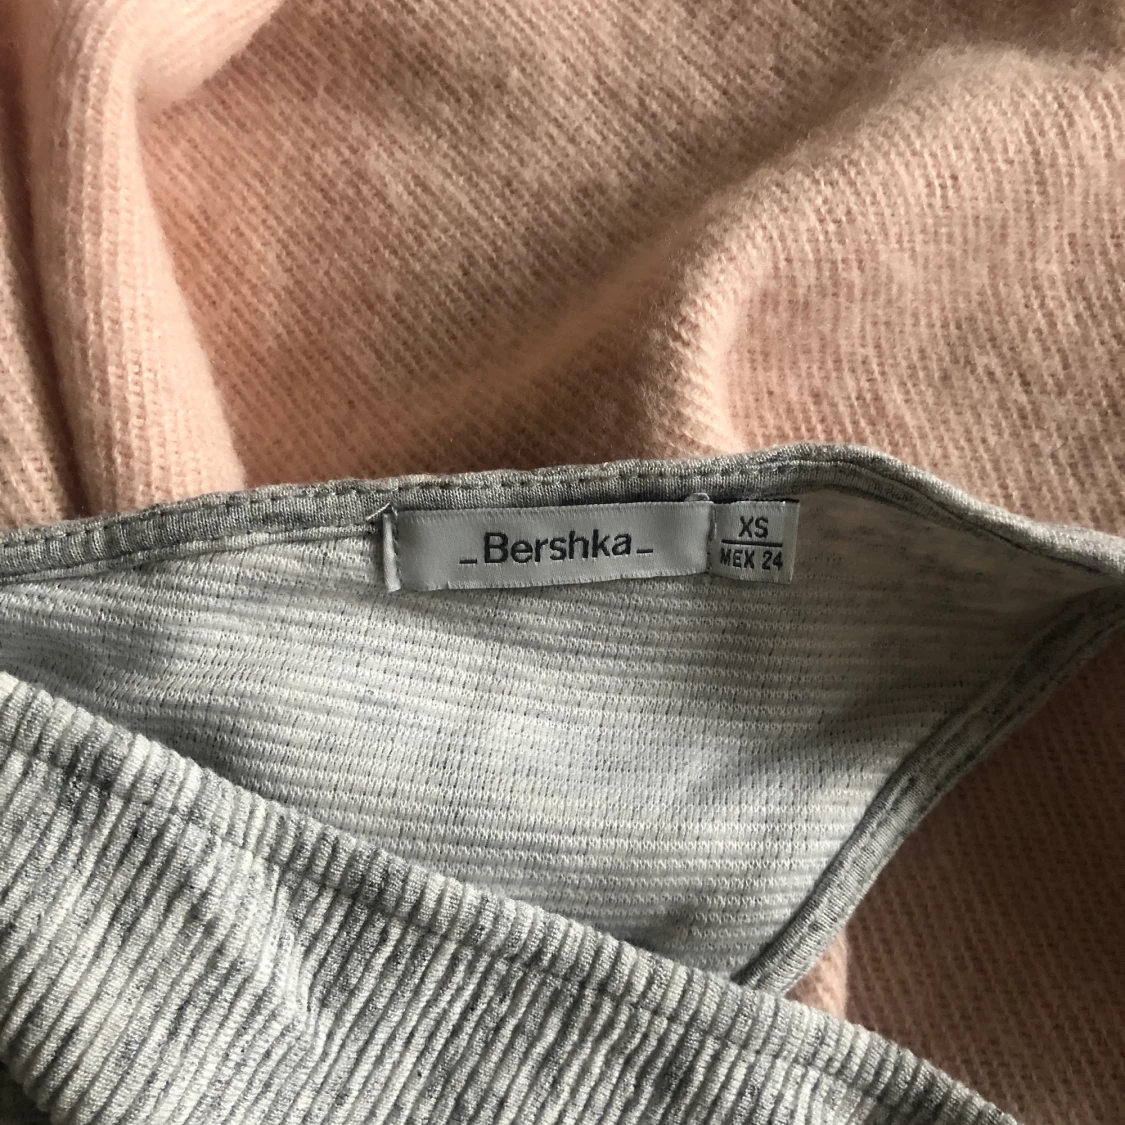 _Bershka_
XS
MEX 24